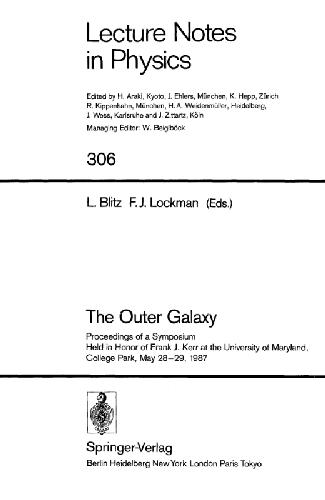 Lecture Notes
in Physics
Edited by H. Araki, Kyoto, J. Ehlers, München, K. Hepp, Zürich
R. Kippenhahn, München, H. A. Weidenmüller, Heidelberg,
J. Wess, Karlsruhe and J. Zittartz, Köln
Managing Editor: W. Beiglböck
306
L. Blitz F. J. Lockman (Eds.)
The Outer Galaxy
Proceedings of a Symposium
Held in Honor of Frank J. Kerr at the University of Maryland,
College Park, May 28–29, 1987
Springer-Verlag
Berlin Heidelberg New York London Paris Tokyo